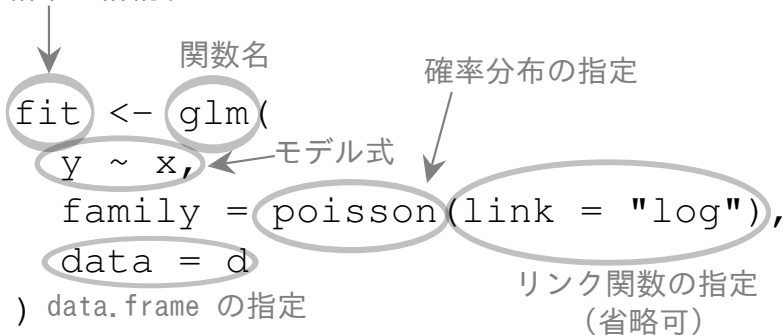 関数名
確率分布の指定
fit <- glm(
y ~ x,
モデル式
family = poisson(link = "log"),
data = d
リンク関数の指定
) data.frame の指定
(省略可)